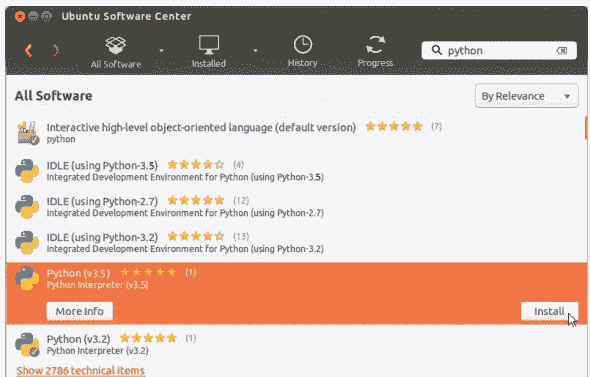 Ubuntu Software Center
All Software
Installed
History
Progress
python
All Software
By Relevance
Interactive high-level object-oriented language (default version) (7)
python
IDLE (using Python-3.5) (4)
Integrated Development Environment for Python (using Python-3.5)
IDLE (using Python-2.7) (12)
Integrated Development Environment for Python (using Python-2.7)
IDLE (using Python-3.2) (13)
Integrated Development Environment for Python (using Python-3.2)
Python (v3.5) (1)
Python Interpreter (v3.5)
More Info
Install
Python (v3.2) (1)
Python Interpreter (v3.2)
Show 2786 technical items